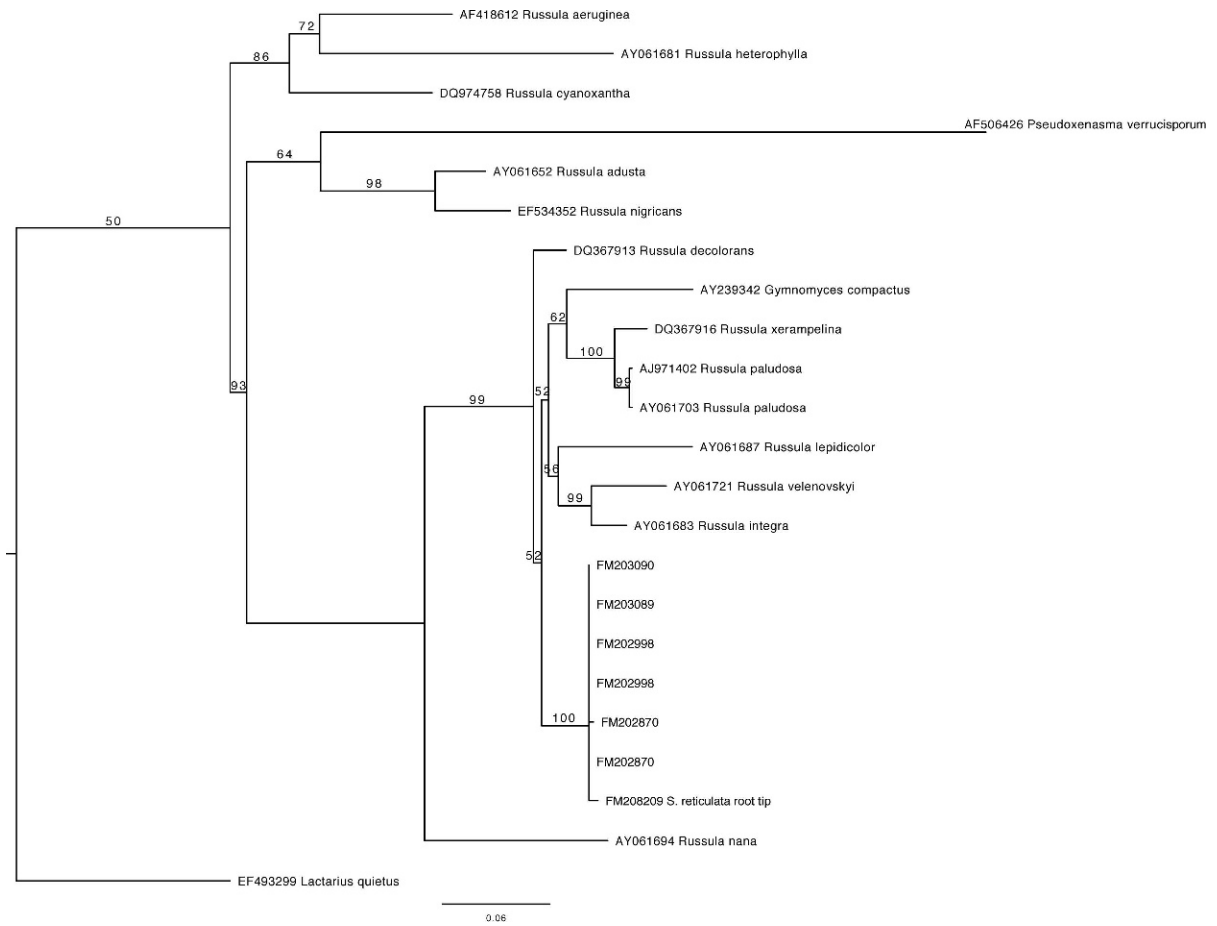 72
AF418612 Russula aeruginea
AY061681 Russula heterophylla
86
DQ974758 Russula cyanoxantha
AF506426 Pseudoxenasma verrucisporum
64
AY061652 Russula adusta
98
EF534352 Russula nigricans
50
DQ367913 Russula decolorans
AY239342 Gymnomyces compactus
62
DQ367916 Russula xerampelina
100
AJ971402 Russula paludosa
99
93
52
99
AY061703 Russula paludosa
AY061687 Russula lepidicolor
56
AY061721 Russula velenovskyi
99
AY061683 Russula integra
52
FM203090
FM203089
FM202998
FM202998
100
FM202870
FM202870
FM208209 S. reticulata root tip
AY061694 Russula nana
EF493299 Lactarius quietus
0.06